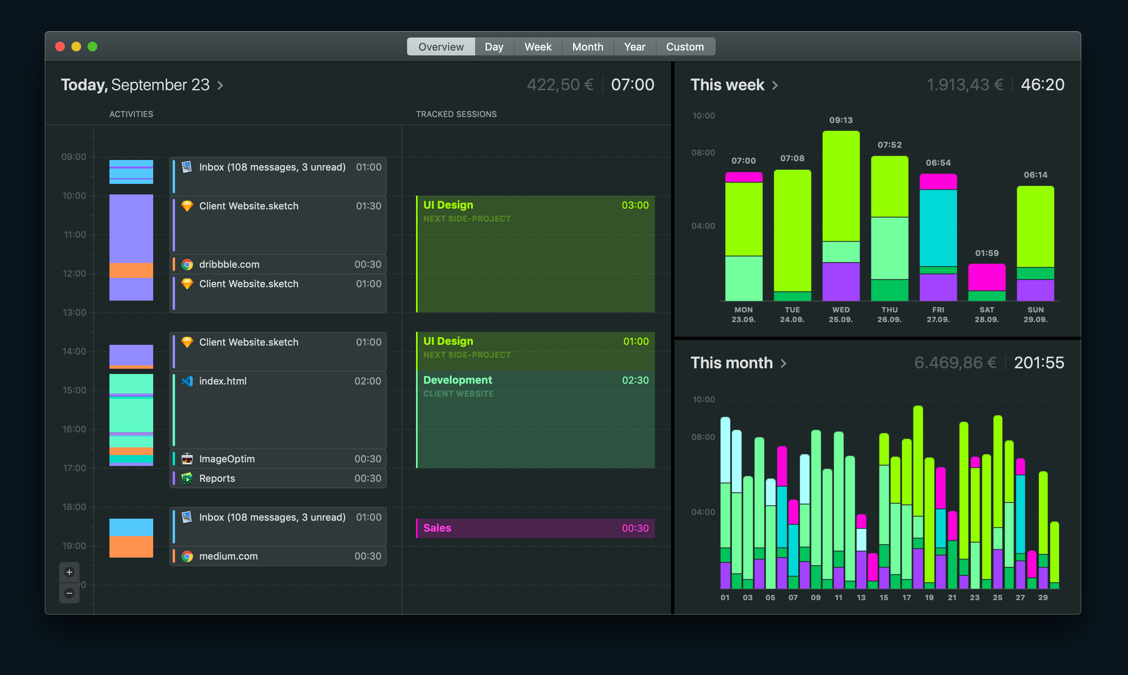 Overview Day Week Month Year Custom
Today, September 23 >
422,50 € 07:00
ACTIVITIES
TRACKED SESSIONS
09:00
10:00
11:00
12:00
13:00
14:00
15:00
16:00
17:00
18:00
19:00
0
+
−
Inbox (108 messages, 3 unread) 01:00
Client Website.sketch 01:30
dribbble.com 00:30
Client Website.sketch 01:00
Client Website.sketch 01:00
index.html 02:00
ImageOptim 00:30
Reports 00:30
Inbox (108 messages, 3 unread) 01:00
medium.com 00:30
UI Design 03:00
NEXT SIDE-PROJECT
UI Design 01:00
NEXT SIDE-PROJECT
Development 02:30
CLIENT WEBSITE
Sales 00:30
This week >
1.913,43 € 46:20
10:00
08:00
04:00
07:00 07:08 09:13 07:52 06:54 01:59 06:14
MON TUE WED THU FRI SAT SUN
23.09. 24.09. 25.09. 26.09. 27.09. 28.09. 29.09.
This month >
6.469,86 € 201:55
10:00
08:00
04:00
01 03 05 07 09 11 13 15 17 19 21 23 25 27 29